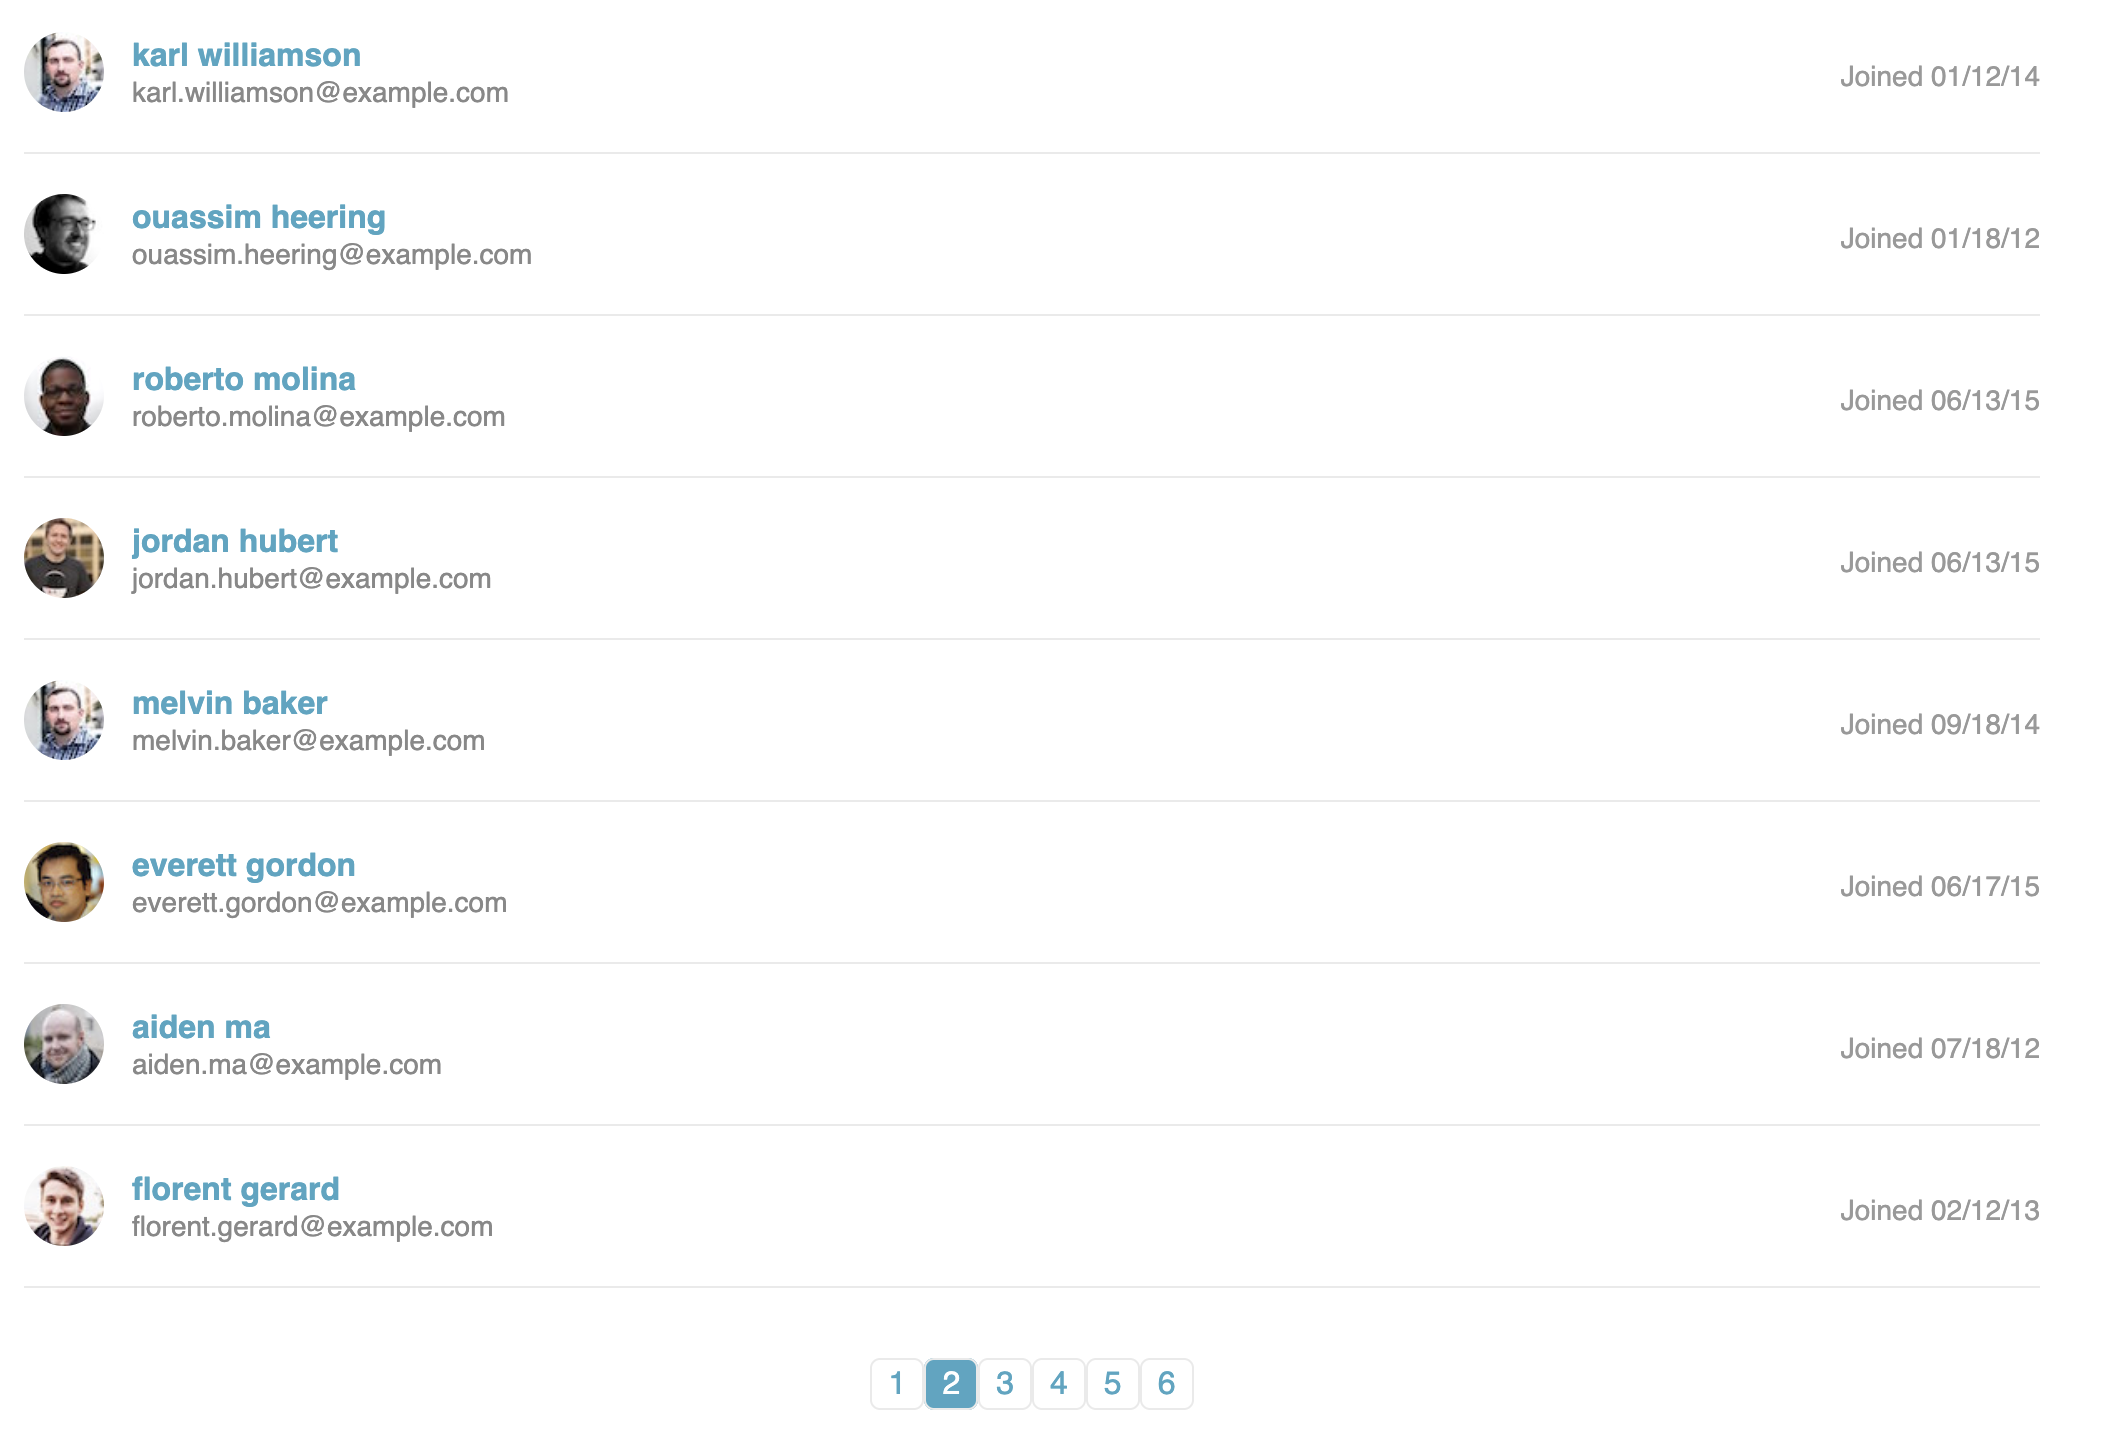 karl williamson
karl.williamson@example.com
Joined 01/12/14
ouassim heering
ouassim.heering@example.com
Joined 01/18/12
roberto molina
roberto.molina@example.com
Joined 06/13/15
jordan hubert
jordan.hubert@example.com
Joined 06/13/15
melvin baker
melvin.baker@example.com
Joined 09/18/14
everett gordon
everett.gordon@example.com
Joined 06/17/15
aiden ma
aiden.ma@example.com
Joined 07/18/12
florent gerard
florent.gerard@example.com
Joined 02/12/13
1 2 3 4 5 6